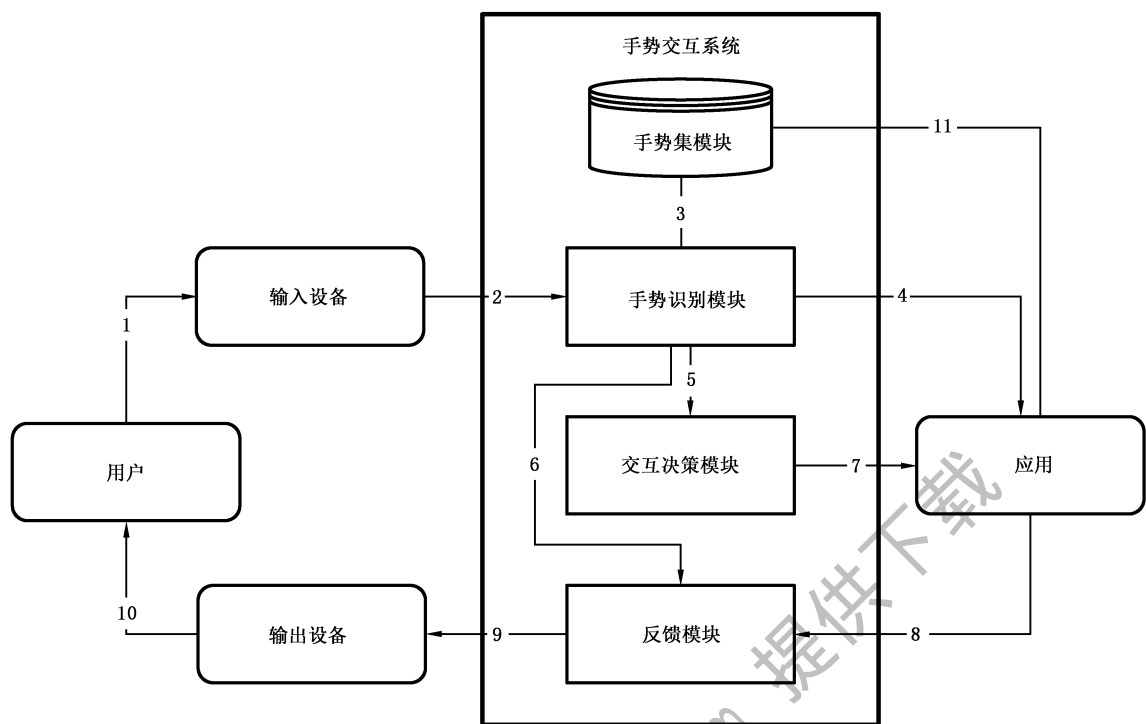 手势交互系统
手势集模块
11
3
输入设备
2
手势识别模块
4
1
5
用户
6
交互决策模块
7
应用
10
输出设备
9
反馈模块
8
m 提供下载